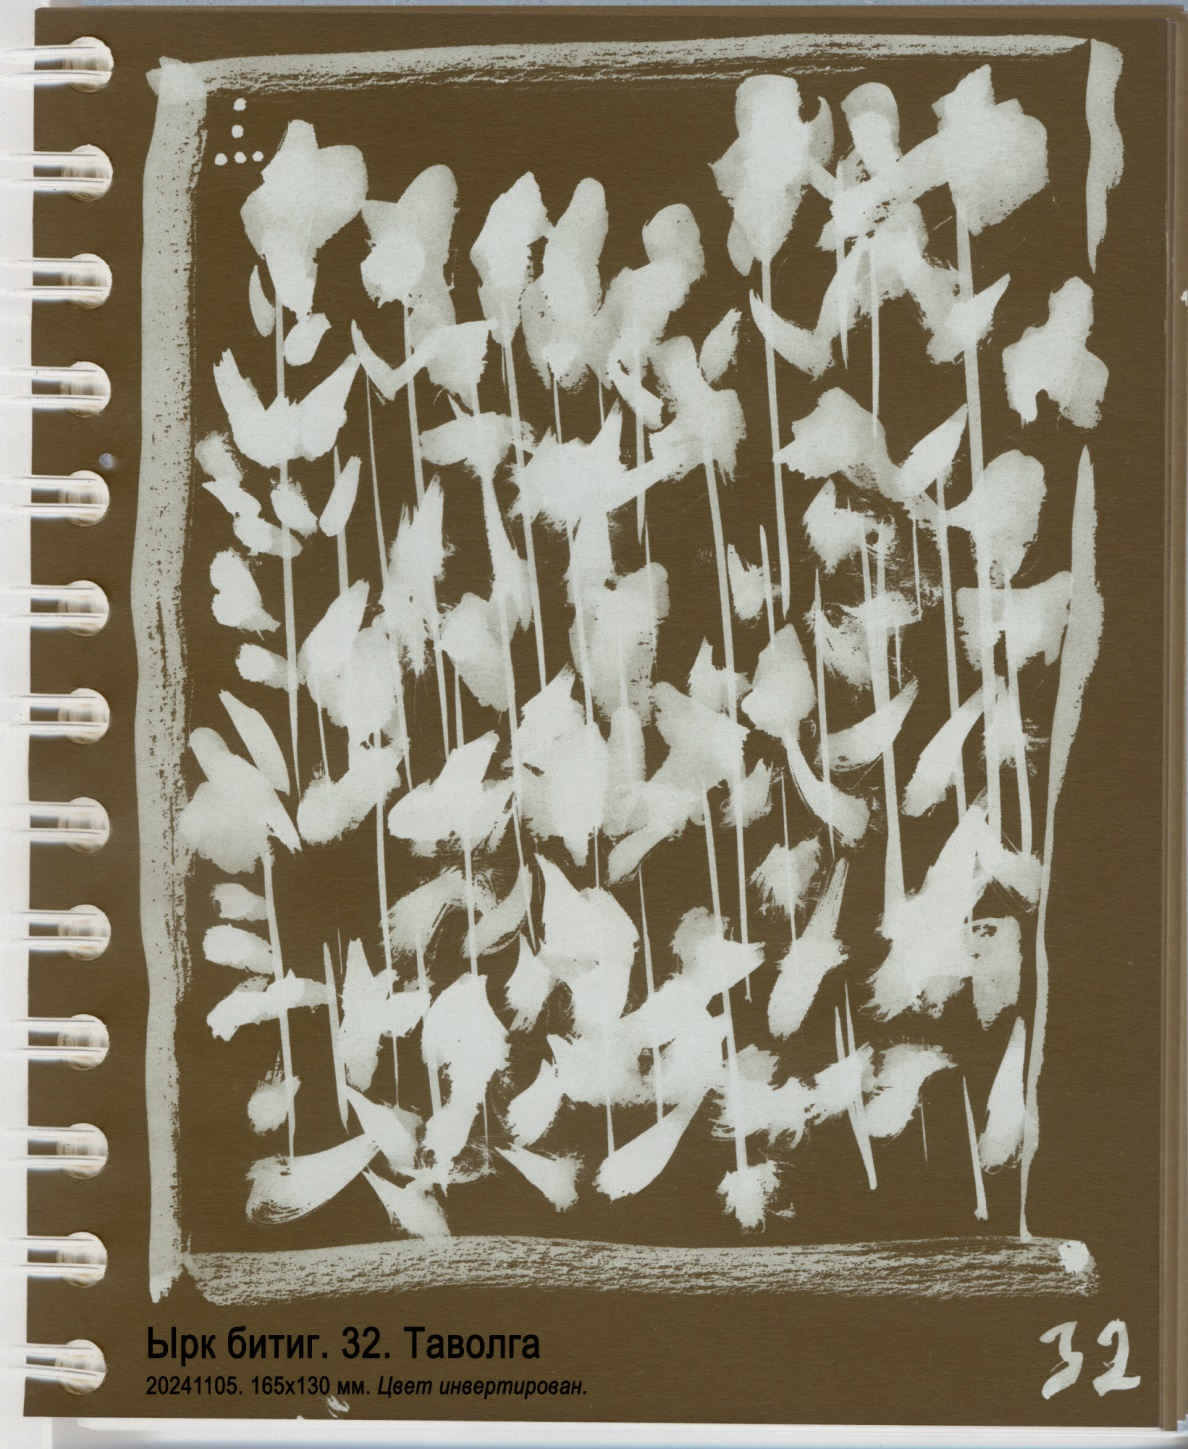 Ырк битиг. 32. Таволга
20241105. 165x130 мм. Цвет инвертирован.
32